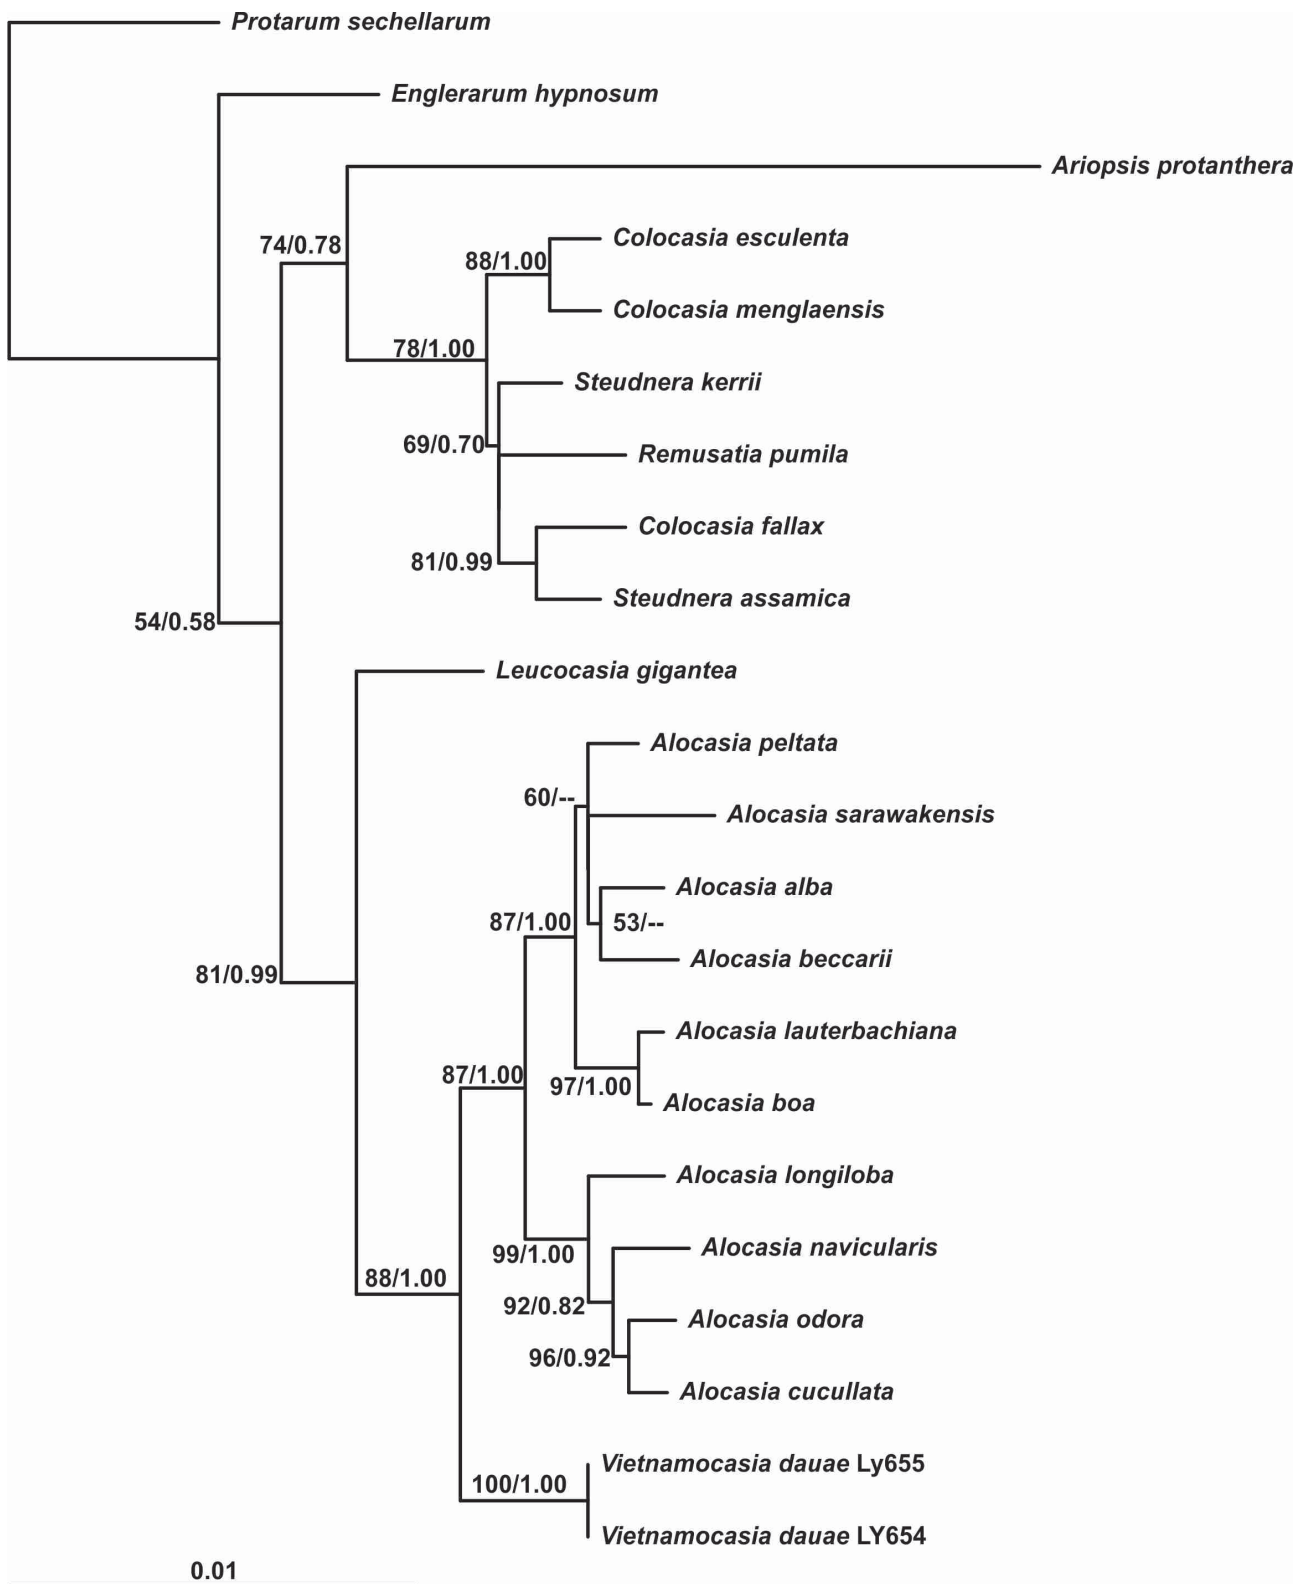 Protarum sechellarum
Englerarum hypnosum
Ariopsis protanthera
Colocasia esculenta
74/0.78
88/1.00
Colocasia menglaensis
78/1.00
Steudnera kerrii
69/0.70
Remusatia pumila
Colocasia fallax
81/0.99
Steudnera assamica
54/0.58
Leucocasia gigantea
Alocasia peltata
60/--
Alocasia sarawakensis
Alocasia alba
87/1.00
53/--
Alocasia beccarii
81/0.99
Alocasia lauterbachiana
87/1.00
97/1.00
Alocasia boa
Alocasia longiloba
Alocasia navicularis
99/1.00
88/1.00
92/0.82
Alocasia odora
96/0.92
Alocasia cucullata
Vietnamocasia dauae Ly655
100/1.00
Vietnamocasia dauae LY654
0.01